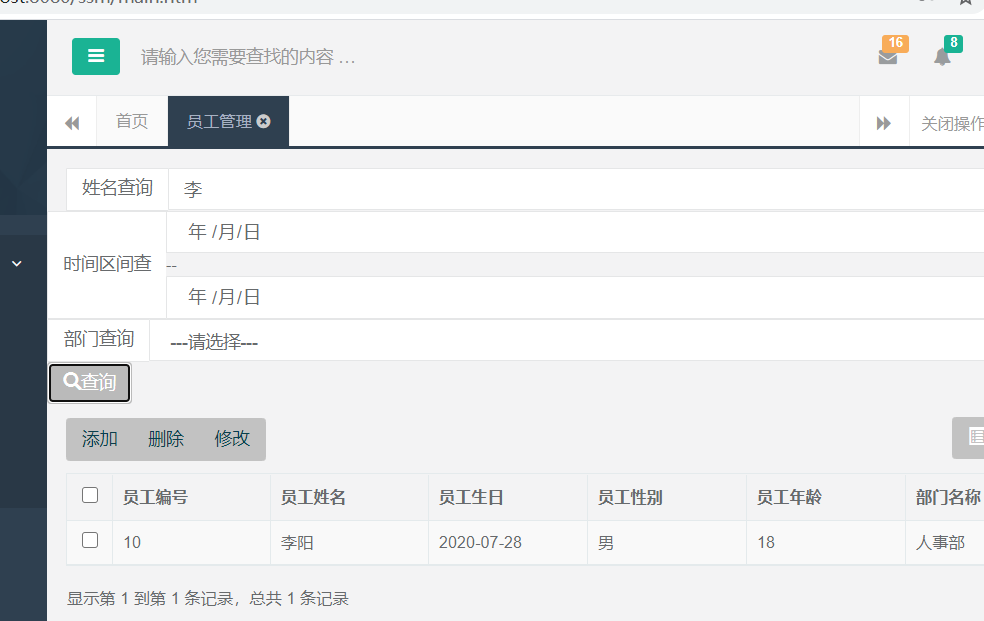 请输入您需要查找的内容 …
16
8
首页
员工管理
关闭操作
姓名查询
李
年 /月/日
时间区间查
--
年 /月/日
部门查询
---请选择---
查询
添加 删除 修改
员工编号 员工姓名 员工生日 员工性别 员工年龄 部门名称
10 李阳 2020-07-28 男 18 人事部
显示第 1 到第 1 条记录，总共 1 条记录